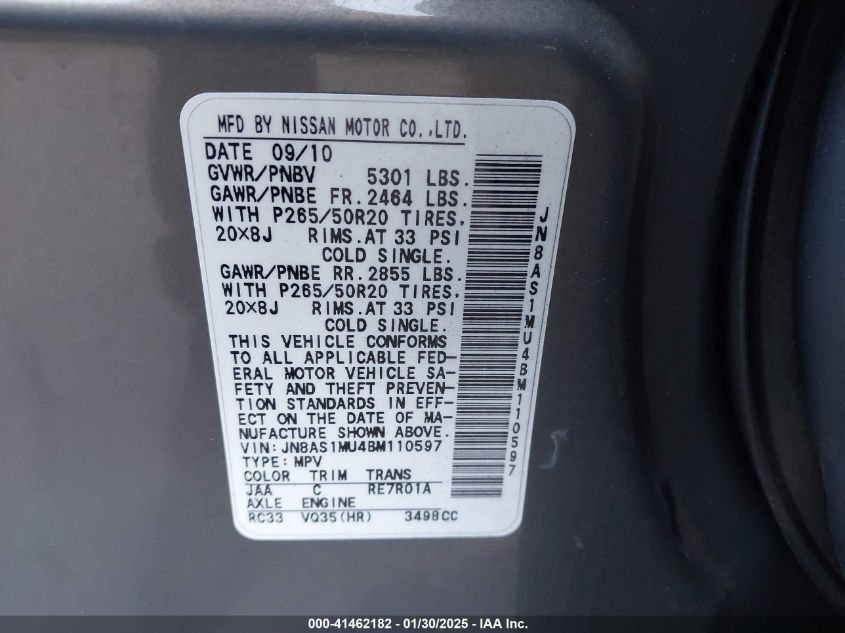 MFD BY NISSAN MOTOR CO.,LTD.
DATE 09/10
GVWR/PNBV 5301 LBS.
GAWR/PNBE FR. 2464 LBS.
WITH P265/50R20 TIRES,
20×8J RIMS.AT 33 PSI
COLD SINGLE.
GAWR/PNBE RR. 2855 LBS.
WITH P265/50R20 TIRES,
20×8J RIMS.AT 33 PSI
COLD SINGLE.
THIS VEHICLE CONFORMS
TO ALL APPLICABLE FED-
ERAL MOTOR VEHICLE SA-
FETY AND THEFT PREVEN-
TION STANDARDS IN EFF-
ECT ON THE DATE OF MA-
NUFACTURE SHOWN ABOVE.
VIN:JN8AS1MU4BM110597
TYPE: MPV
COLOR TRIM TRANS
JAA C RE7R01A
AXLE ENGINE
RC33 VQ35(HR) 3498CC
JN8AS1MU4BM110597
000-41462182 - 01/30/2025 - IAA Inc.